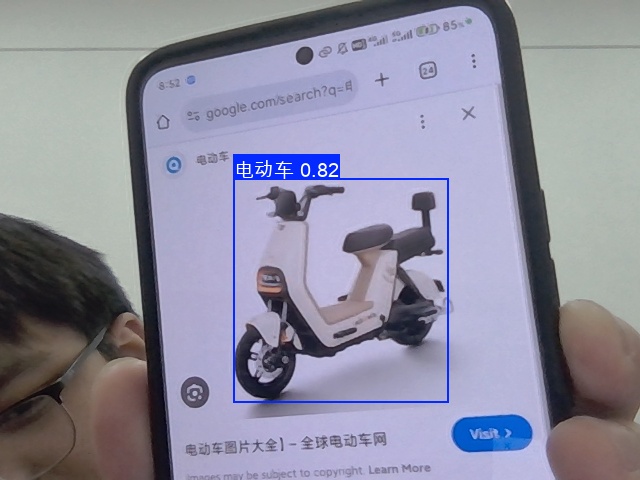 8:52
85%
24
google.com/search?q=
电动车
电动车 0.82
电动车图片大全】- 全球电动车网
Visit >
Images may be subject to copyright. Learn More